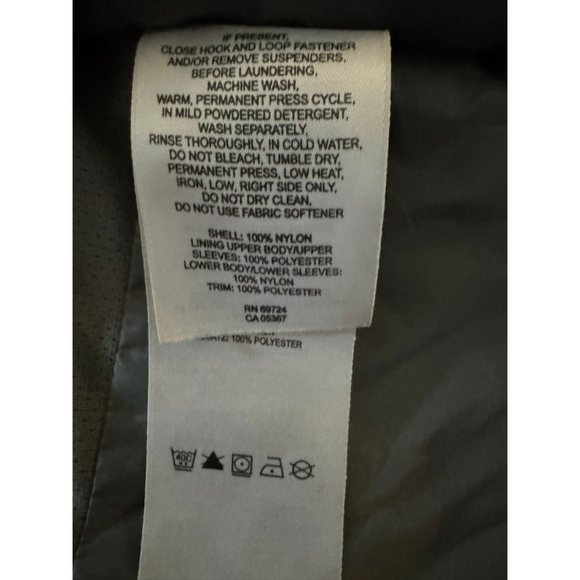 IF PRESENT,
CLOSE HOOK AND LOOP FASTENER
AND/OR REMOVE SUSPENDERS,
BEFORE LAUNDERING,
MACHINE WASH,
WARM, PERMANENT PRESS CYCLE,
IN MILD POWDERED DETERGENT,
WASH SEPARATELY,
RINSE THOROUGHLY, IN COLD WATER,
DO NOT BLEACH, TUMBLE DRY,
PERMANENT PRESS, LOW HEAT,
IRON, LOW, RIGHT SIDE ONLY,
DO NOT DRY CLEAN,
DO NOT USE FABRIC SOFTENER
SHELL: 100% NYLON
LINING UPPER BODY/UPPER
SLEEVES: 100% POLYESTER
LOWER BODY/LOWER SLEEVES:
100% NYLON
TRIM: 100% POLYESTER
RN 69724
CA 05367
100% POLYESTER
40C